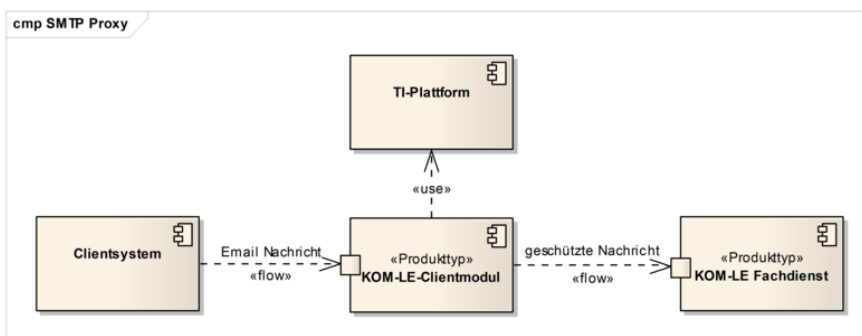 cmp SMTP Proxy
TI-Plattform
«use»
Clientsystem
Email Nachricht
«flow»
«Produkttyp»
KOM-LE-Clientmodul
geschützte Nachricht
«flow»
«Produkttyp»
KOM-LE Fachdienst